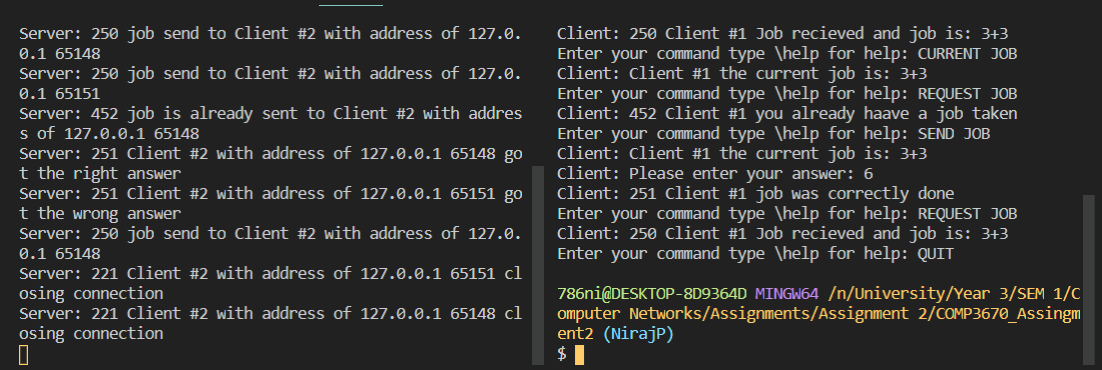 Server: 250 job send to Client #2 with address of 127.0.
0.1 65148
Server: 250 job send to Client #2 with address of 127.0.
0.1 65151
Server: 452 job is already sent to Client #2 with addres
s of 127.0.0.1 65148
Server: 251 Client #2 with address of 127.0.0.1 65148 go
t the right answer
Server: 251 Client #2 with address of 127.0.0.1 65151 go
t the wrong answer
Server: 250 job send to Client #2 with address of 127.0.
0.1 65148
Server: 221 Client #2 with address of 127.0.0.1 65151 cl
osing connection
Server: 221 Client #2 with address of 127.0.0.1 65148 cl
osing connection
Client: 250 Client #1 Job recieved and job is: 3+3
Enter your command type \help for help: CURRENT JOB
Client: Client #1 the current job is: 3+3
Enter your command type \help for help: REQUEST JOB
Client: 452 Client #1 you already haave a job taken
Enter your command type \help for help: SEND JOB
Client: Client #1 the current job is: 3+3
Client: Please enter your answer: 6
Client: 251 Client #1 job was correctly done
Enter your command type \help for help: REQUEST JOB
Client: 250 Client #1 Job recieved and job is: 3+3
Enter your command type \help for help: QUIT
786ni@DESKTOP-8D9364D MINGW64 /n/University/Year 3/SEM 1/C
omputer Networks/Assignments/Assignment 2/COMP3670_Assingm
ent2 (NirajP)
$